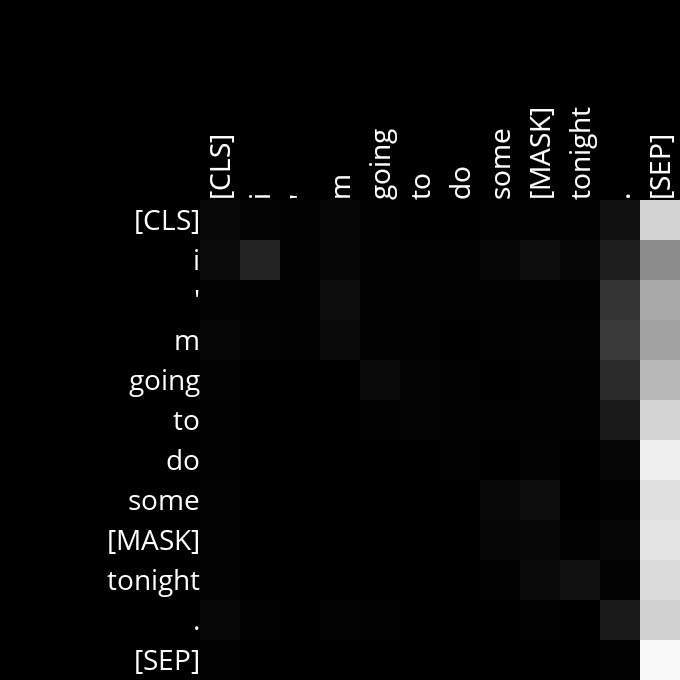 [CLS] i ' m going to do some [MASK] tonight . [SEP]
[CLS]
i
'
m
going
to
do
some
[MASK]
tonight
.
[SEP]